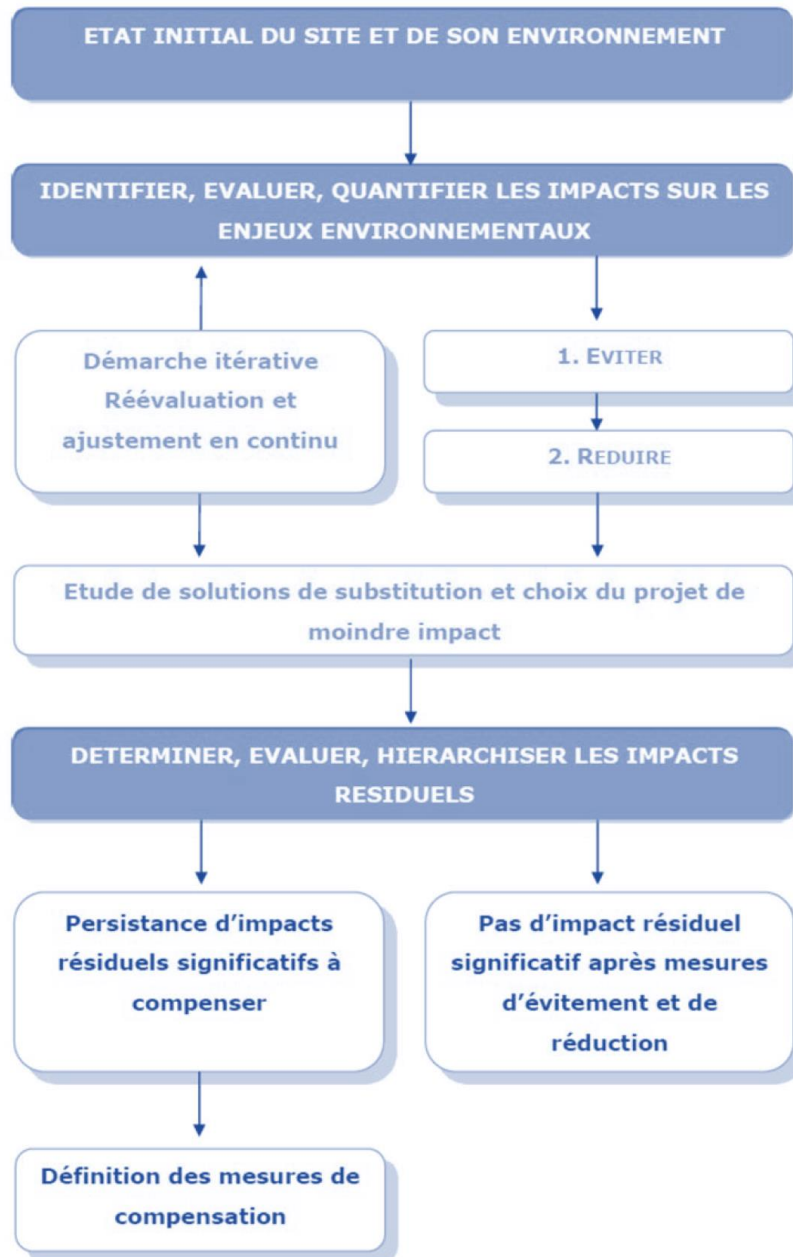 ETAT INITIAL DU SITE ET DE SON ENVIRONNEMENT
IDENTIFIER, EVALUER, QUANTIFIER LES IMPACTS SUR LES
ENJEUX ENVIRONNEMENTAUX
Démarche itérative
Réévaluation et
ajustement en continu
1. EVITER
2. REDUIRE
Etude de solutions de substitution et choix du projet de
moindre impact
DETERMINER, EVALUER, HIERARCHISER LES IMPACTS
RESIDUELS
Persistance d’impacts
résiduels significatifs à
compenser
Pas d’impact résiduel
significatif après mesures
d’évitement et de
réduction
Définition des mesures de
compensation